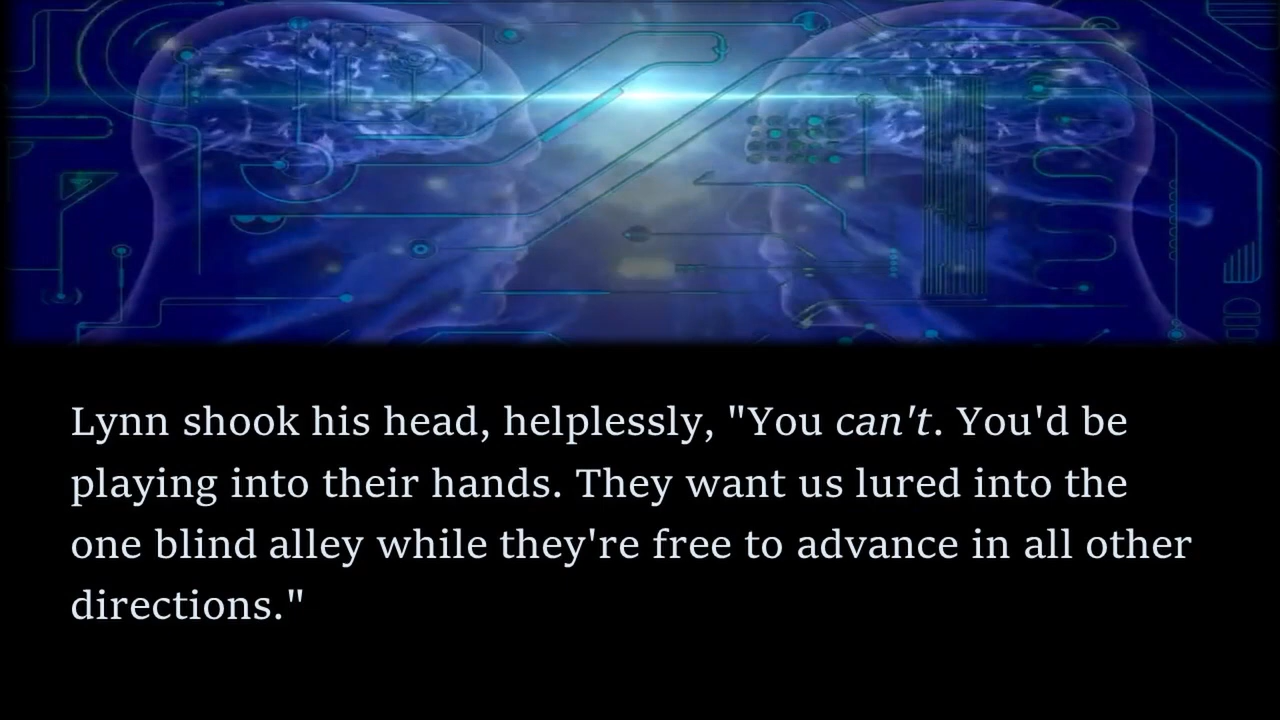 Lynn shook his head, helplessly, "You can't. You'd be
playing into their hands. They want us lured into the
one blind alley while they're free to advance in all other
directions."